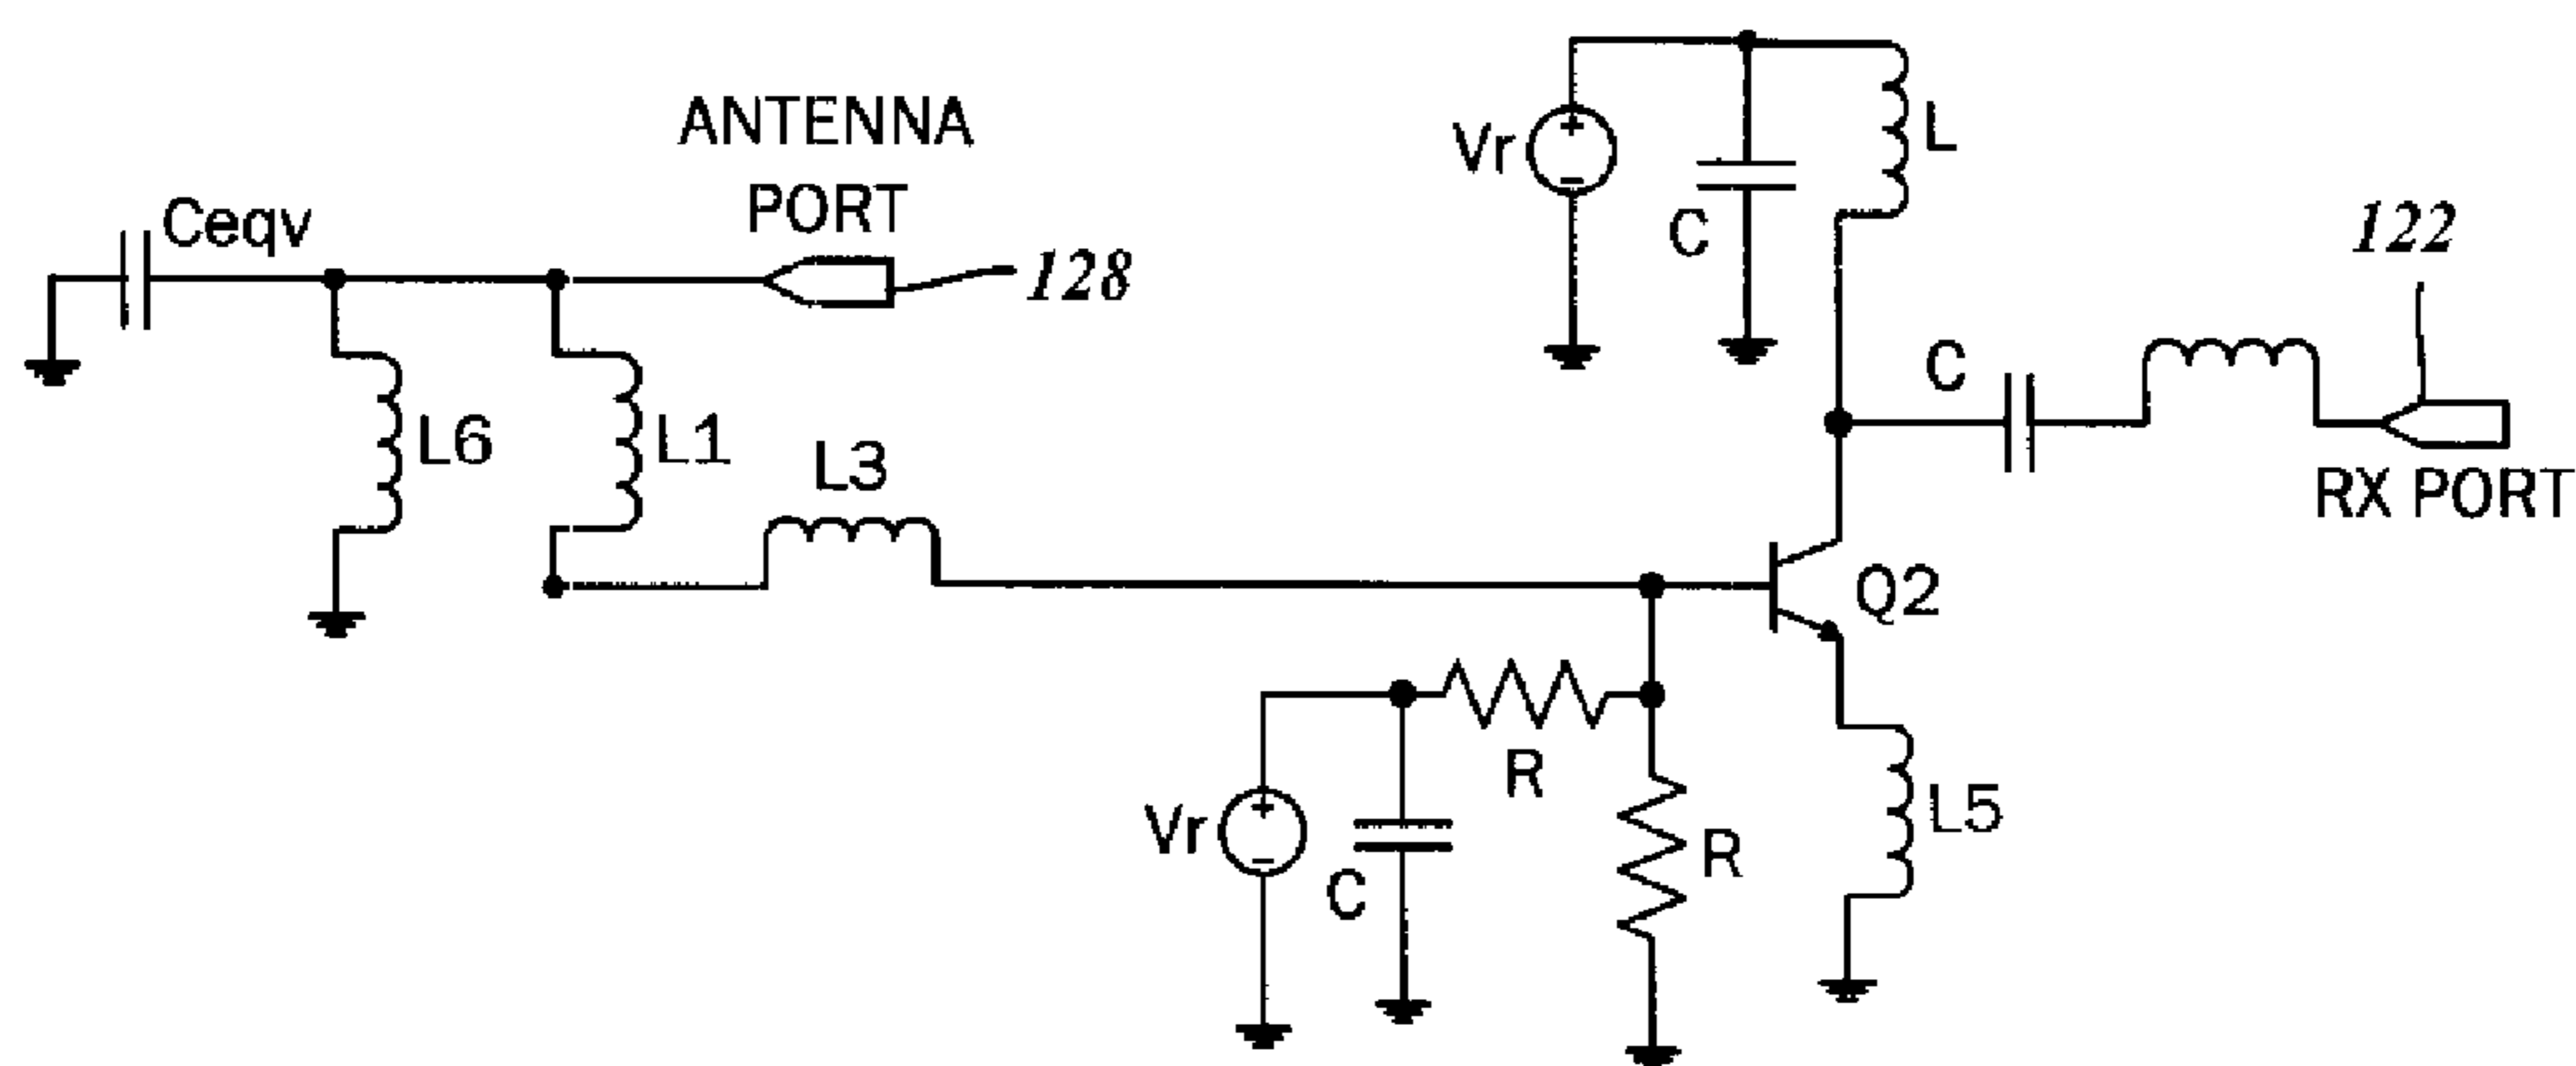 ANTENNA
PORT
128
Ceqv
L6
L1
L3
Vr
+
-
C
L
122
C
RX PORT
Q2
R
Vr
+
-
C
R
L5